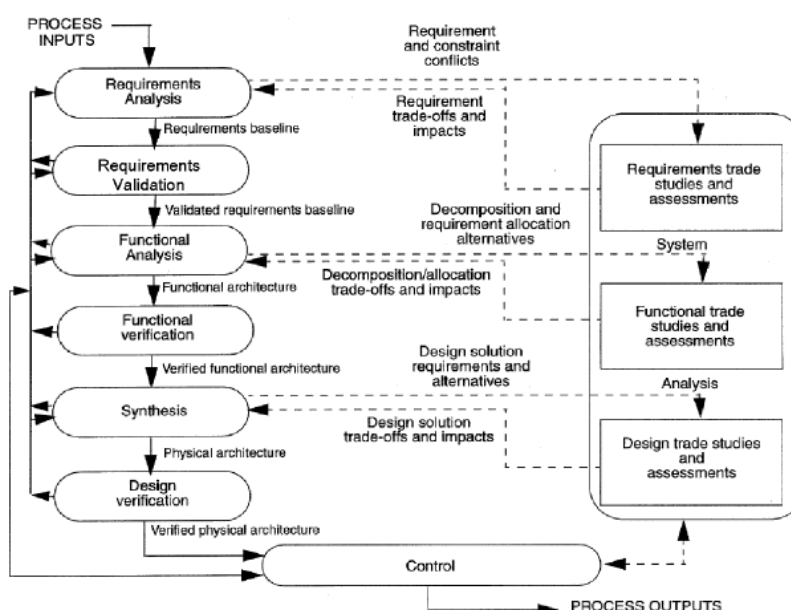 PROCESS
INPUTS
Requirement
and constraint
conflicts
Requirements
Analysis
Requirement
trade-offs and
impacts
Requirements baseline
Requirements
Validation
Requirements trade
studies and
assessments
Validated requirements baseline
Decomposition and
requirement allocation
alternatives
Functional
Analysis
System
Decomposition/allocation
trade-offs and impacts
Functional architecture
Functional
verification
Functional trade
studies and
assessments
Verified functional architecture
Design solution
requirements and
alternatives
Analysis
Synthesis
Design solution
trade-offs and impacts
Physical architecture
Design trade studies
and
assessments
Design
verification
Verified physical architecture
Control
PROCESS OUTPUTS